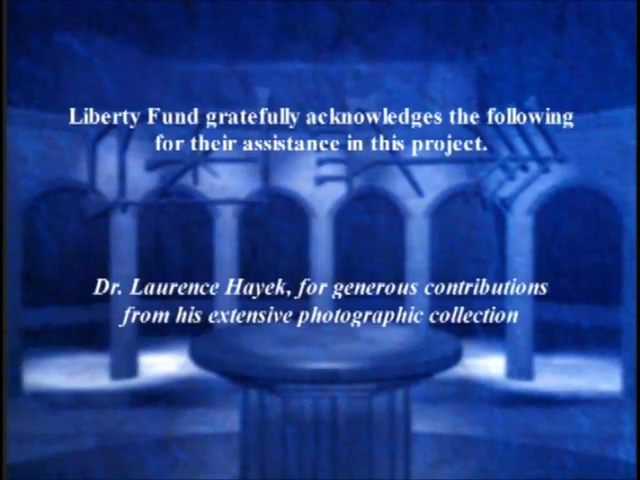 Liberty Fund gratefully acknowledges the following
for their assistance in this project.
Dr. Laurence Hayek, for generous contributions
from his extensive photographic collection